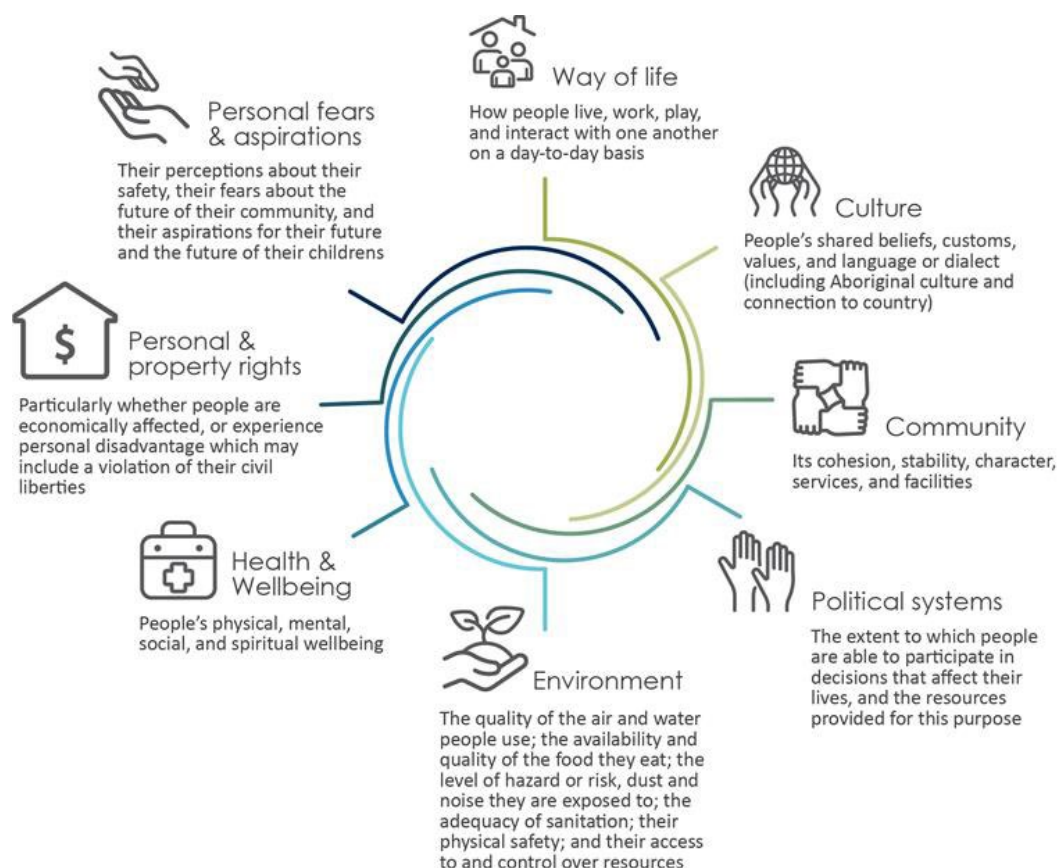 Way of life
How people live, work, play,
and interact with one another
on a day-to-day basis
Culture
People's shared beliefs, customs,
values, and language or dialect
(including Aboriginal culture and
connection to country)
Community
Its cohesion, stability, character,
services, and facilities
Political systems
The extent to which people
are able to participate in
decisions that affect their
lives, and the resources
provided for this purpose
Environment
The quality of the air and water
people use; the availability and
quality of the food they eat; the
level of hazard or risk, dust and
noise they are exposed to; the
adequacy of sanitation; their
physical safety; and their access
to and control over resources
Health &
Wellbeing
People's physical, mental,
social, and spiritual wellbeing
$
Personal &
property rights
Particularly whether people are
economically affected, or experience
personal disadvantage which may
include a violation of their civil
liberties
Personal fears
& aspirations
Their perceptions about their
safety, their fears about the
future of their community, and
their aspirations for their future
and the future of their childrens